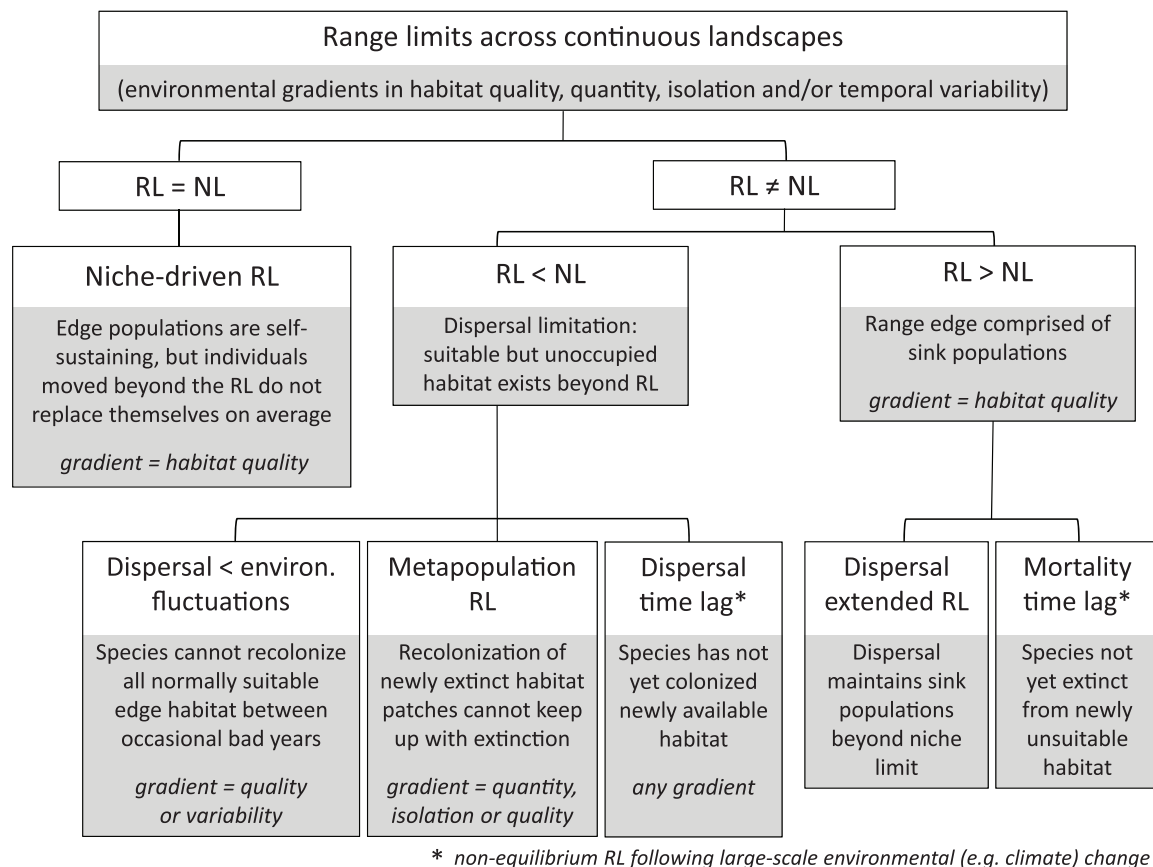 Range limits across continuous landscapes
(environmental gradients in habitat quality, quantity, isolation and/or temporal variability)
RL = NL
RL ≠ NL
Niche-driven RL
Edge populations are self-
sustaining, but individuals
moved beyond the RL do not
replace themselves on average
gradient = habitat quality
RL < NL
Dispersal limitation:
suitable but unoccupied
habitat exists beyond RL
RL > NL
Range edge comprised of
sink populations
gradient = habitat quality
Dispersal < environ.
fluctuations
Species cannot recolonize
all normally suitable
edge habitat between
occasional bad years
gradient = quality
or variability
Metapopulation
RL
Recolonization of
newly extinct habitat
patches cannot keep
up with extinction
gradient = quantity,
isolation or quality
Dispersal
time lag*
Species has not
yet colonized
newly available
habitat
any gradient
Dispersal
extended RL
Dispersal
maintains sink
populations
beyond niche
limit
Mortality
time lag*
Species not
yet extinct
from newly
unsuitable
habitat
* non-equilibrium RL following large-scale environmental (e.g. climate) change